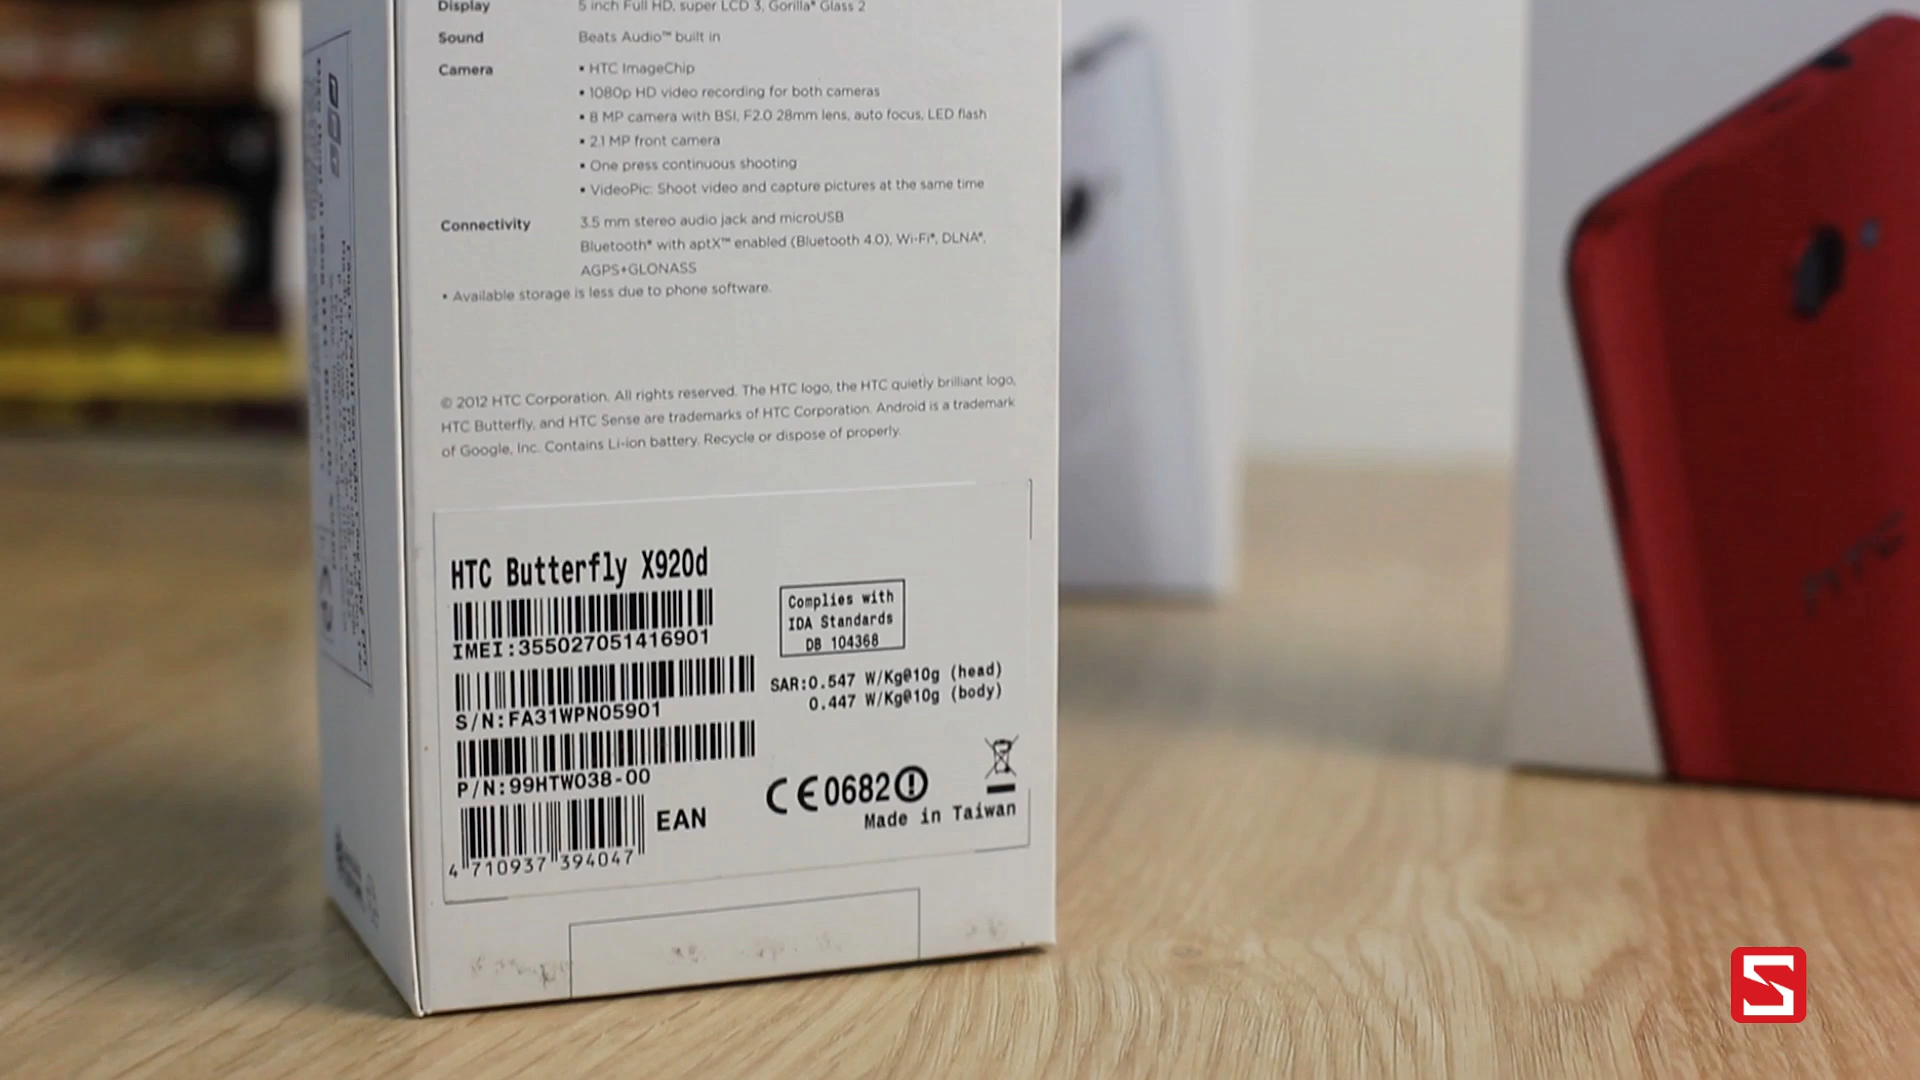 Display 5 inch Full HD, super LCD 3, Gorilla® Glass 2
Sound Beats Audio™ built in
Camera • HTC ImageChip
• 1080p HD video recording for both cameras
• 8 MP camera with BSI, F2.0 28mm lens, auto focus, LED flash
• 2.1 MP front camera
• One press continuous shooting
• VideoPic: Shoot video and capture pictures at the same time
Connectivity 3.5 mm stereo audio jack and microUSB
Bluetooth® with aptX™ enabled (Bluetooth 4.0), Wi-Fi®, DLNA®,
AGPS+GLONASS
• Available storage is less due to phone software.
© 2012 HTC Corporation. All rights reserved. The HTC logo, the HTC quietly brilliant logo,
HTC Butterfly, and HTC Sense are trademarks of HTC Corporation. Android is a trademark
of Google, Inc. Contains Li-ion battery. Recycle or dispose of properly.
HTC Butterfly X920d
IMEI:355027051416901
S/N:FA31WPN05901
P/N:99HTW038-00
EAN
4 710937 394047
Complies with
IDA Standards
DB 104368
SAR:0.547 W/Kg@10g (head)
0.447 W/Kg@10g (body)
CE0682
Made in Taiwan
HTC
S